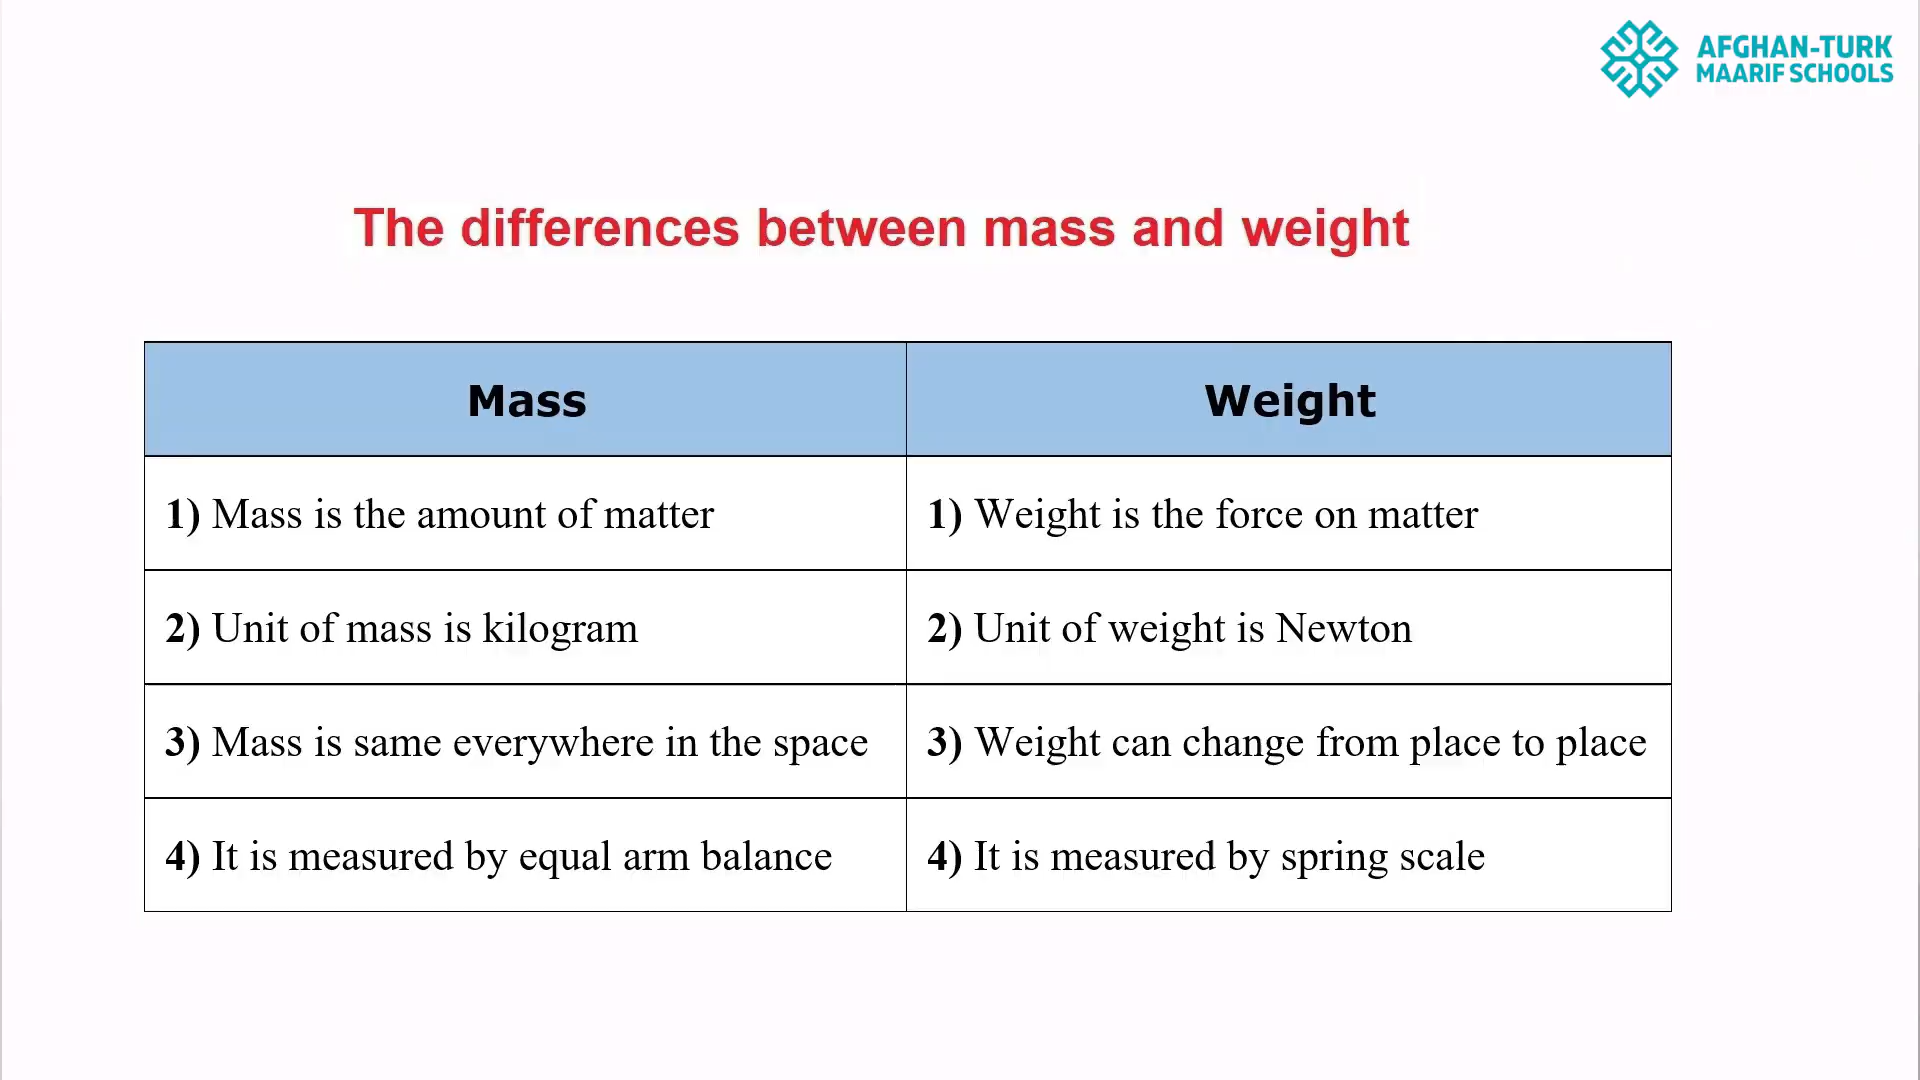 AFGHAN-TURK
MAARIF SCHOOLS
The differences between mass and weight
Mass
Weight
1) Mass is the amount of matter
1) Weight is the force on matter
2) Unit of mass is kilogram
2) Unit of weight is Newton
3) Mass is same everywhere in the space
3) Weight can change from place to place
4) It is measured by equal arm balance
4) It is measured by spring scale